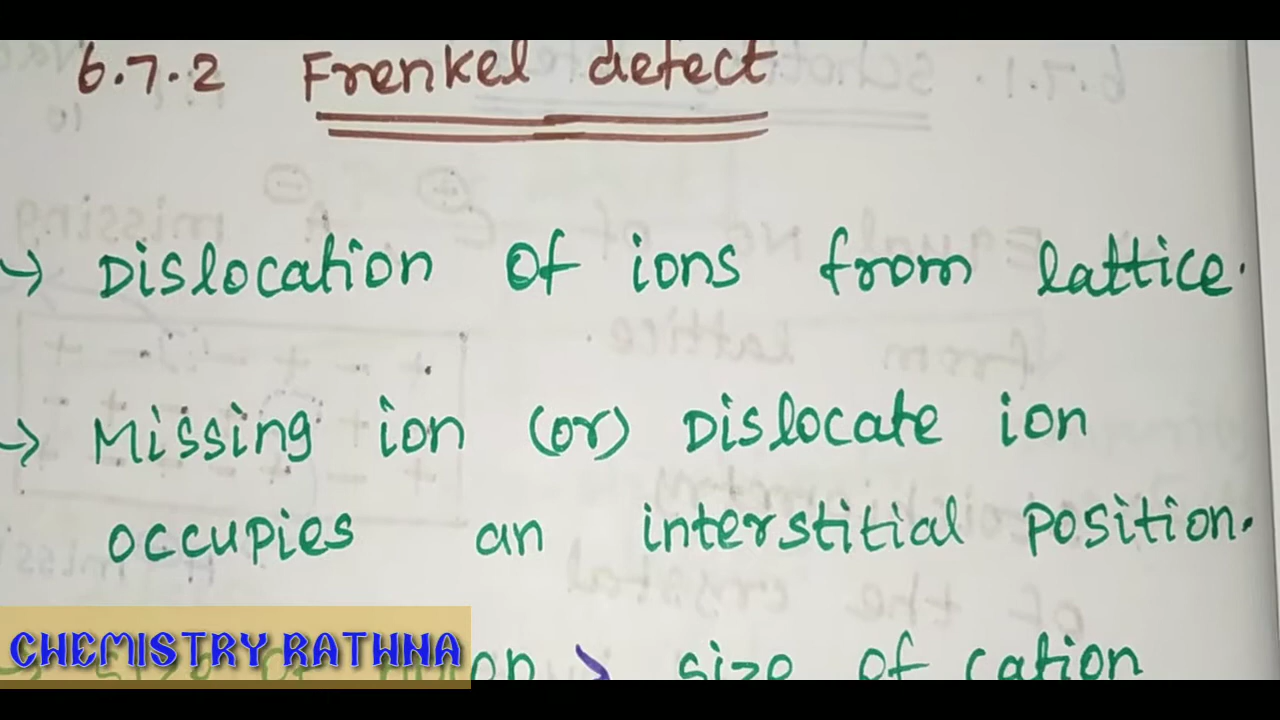 6.7.2 Frenkel defect
→ Dislocation of ions from lattice.
→ Missing ion (or) Dislocate ion
occupies an interstitial position.
CHEMISTRY RATHNA
> size of cation